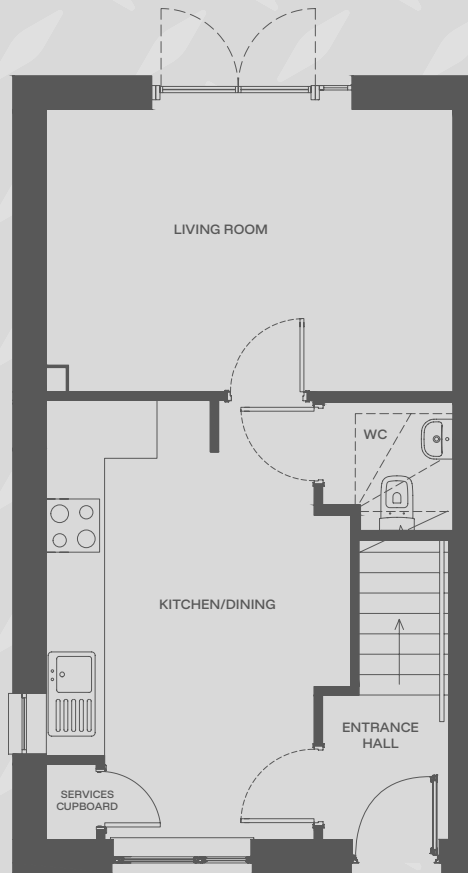 LIVING ROOM
WC
KITCHEN/DINING
ENTRANCE
HALL
SERVICES
CUPBOARD